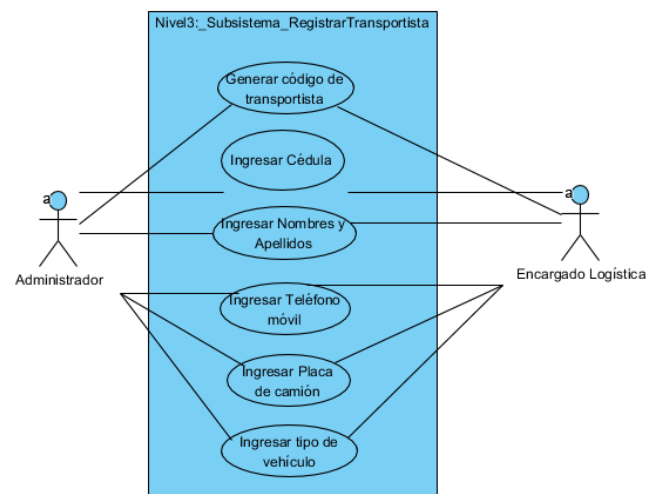 Nivel3:_Subsistema_RegistrarTransportista
Generar código de
transportista
Ingresar Cédula
a
a
Ingresar Nombres y
Apellidos
Administrador
Encargado Logística
Ingresar Teléfono
móvil
Ingresar Placa
de camión
Ingresar tipo de
vehículo